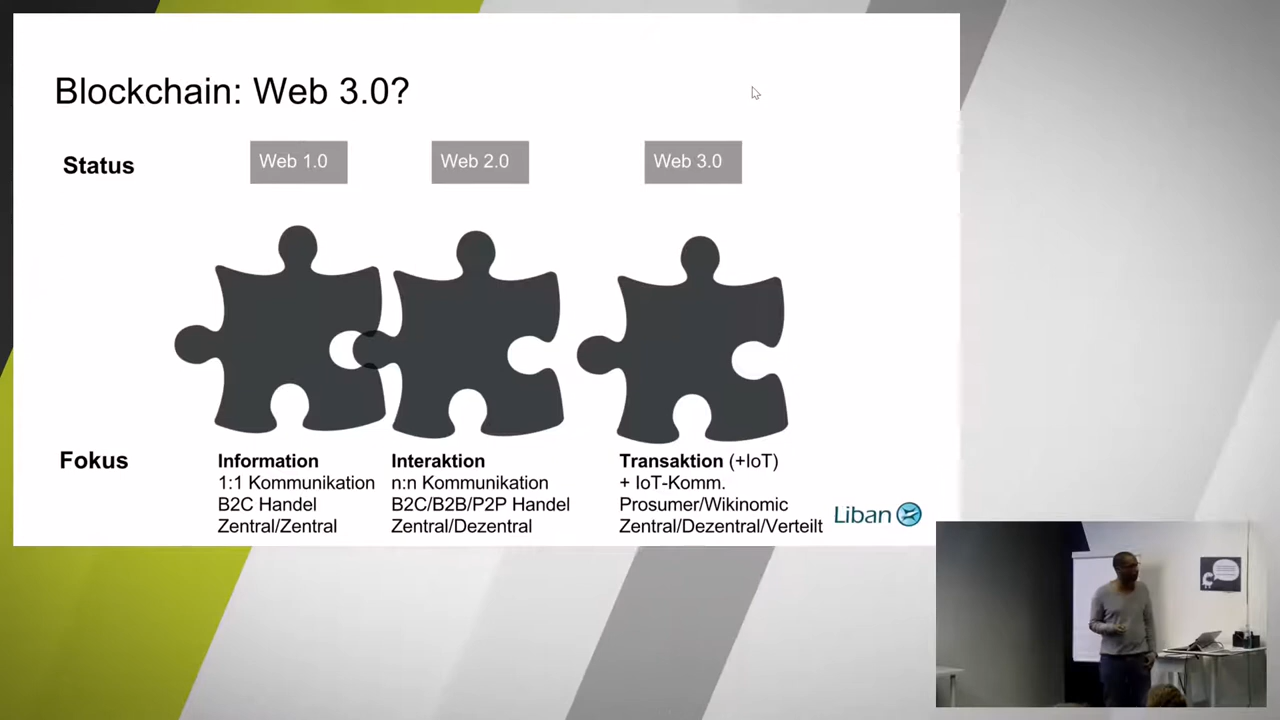 Blockchain: Web 3.0?
Status
Web 1.0
Web 2.0
Web 3.0
Fokus
Information
1:1 Kommunikation
B2C Handel
Zentral/Zentral
Interaktion
n:n Kommunikation
B2C/B2B/P2P Handel
Zentral/Dezentral
Transaktion (+IoT)
+ IoT-Komm.
Prosumer/Wikinomic
Zentral/Dezentral/Verteilt
Liban